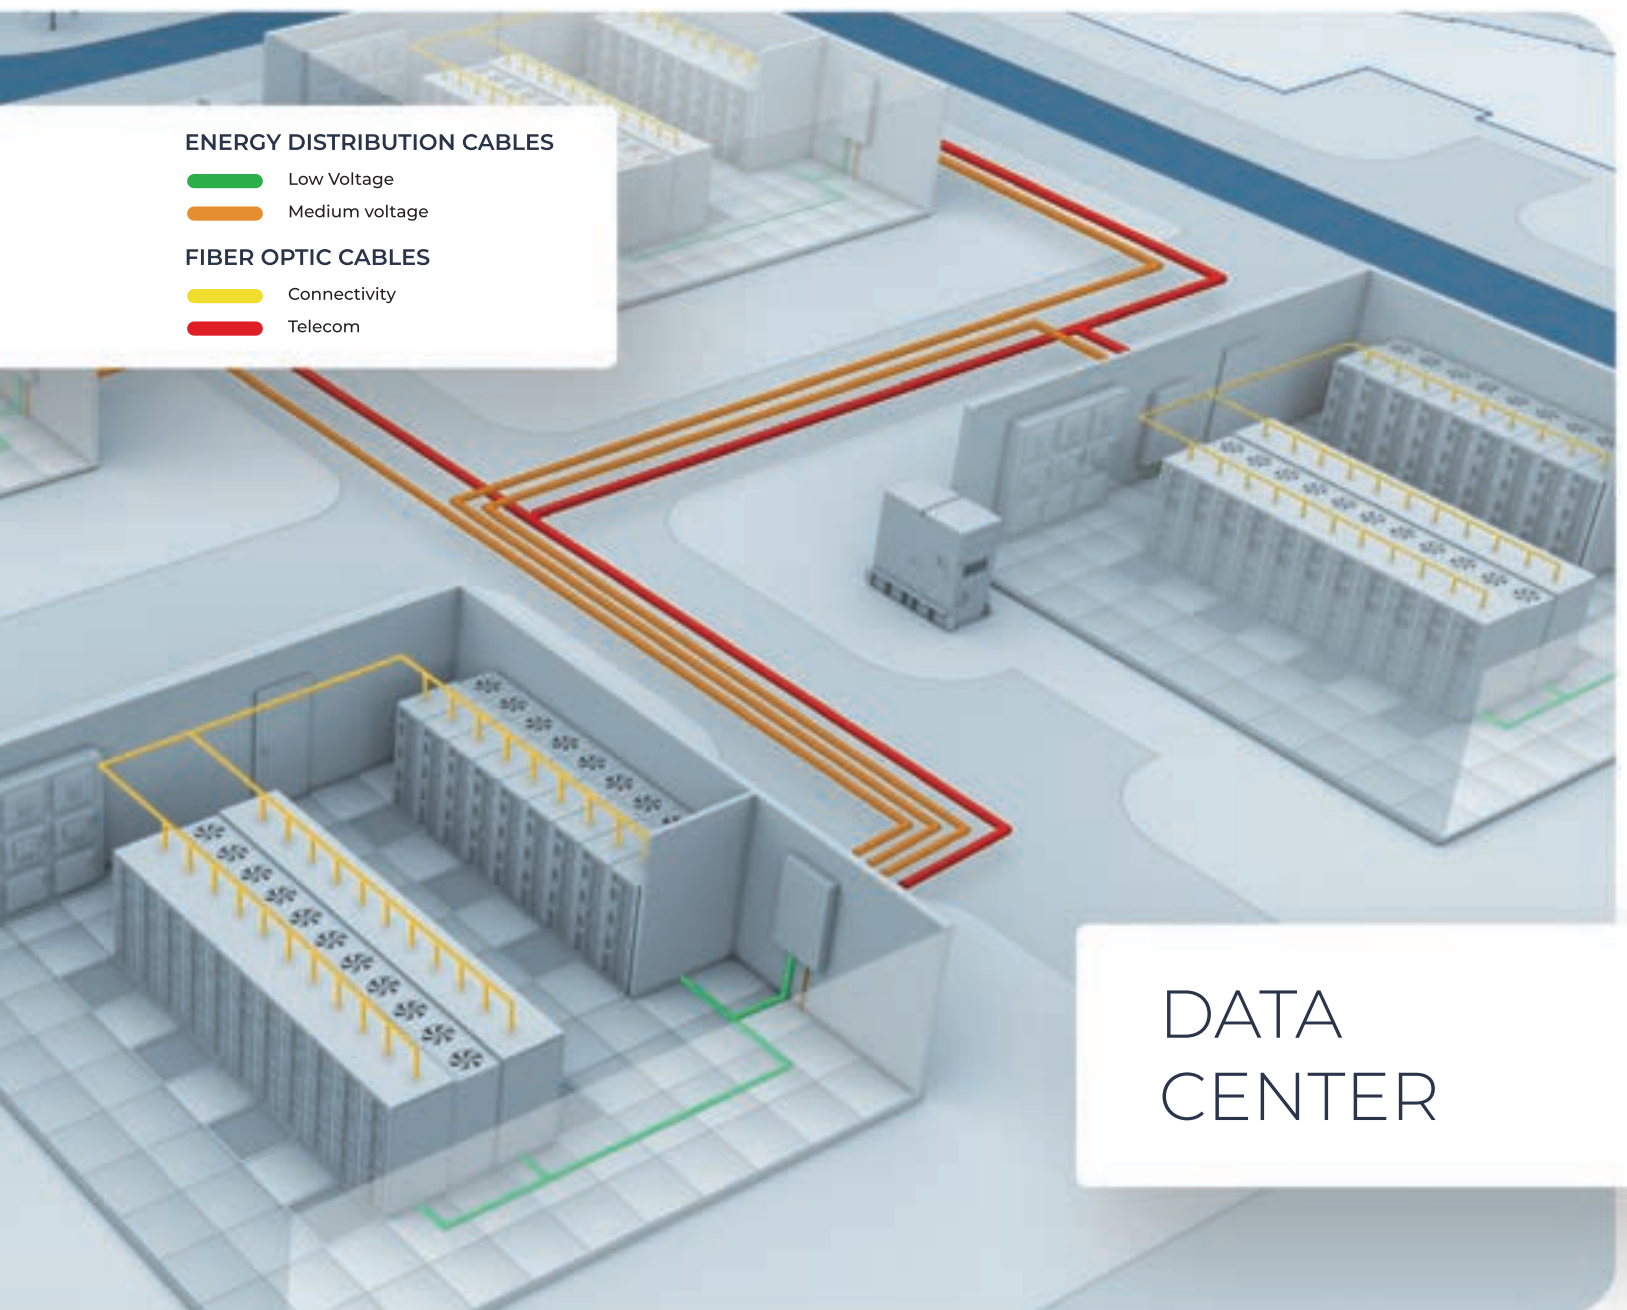 ENERGY DISTRIBUTION CABLES
Low Voltage
Medium voltage
FIBER OPTIC CABLES
Connectivity
Telecom
DATA
CENTER